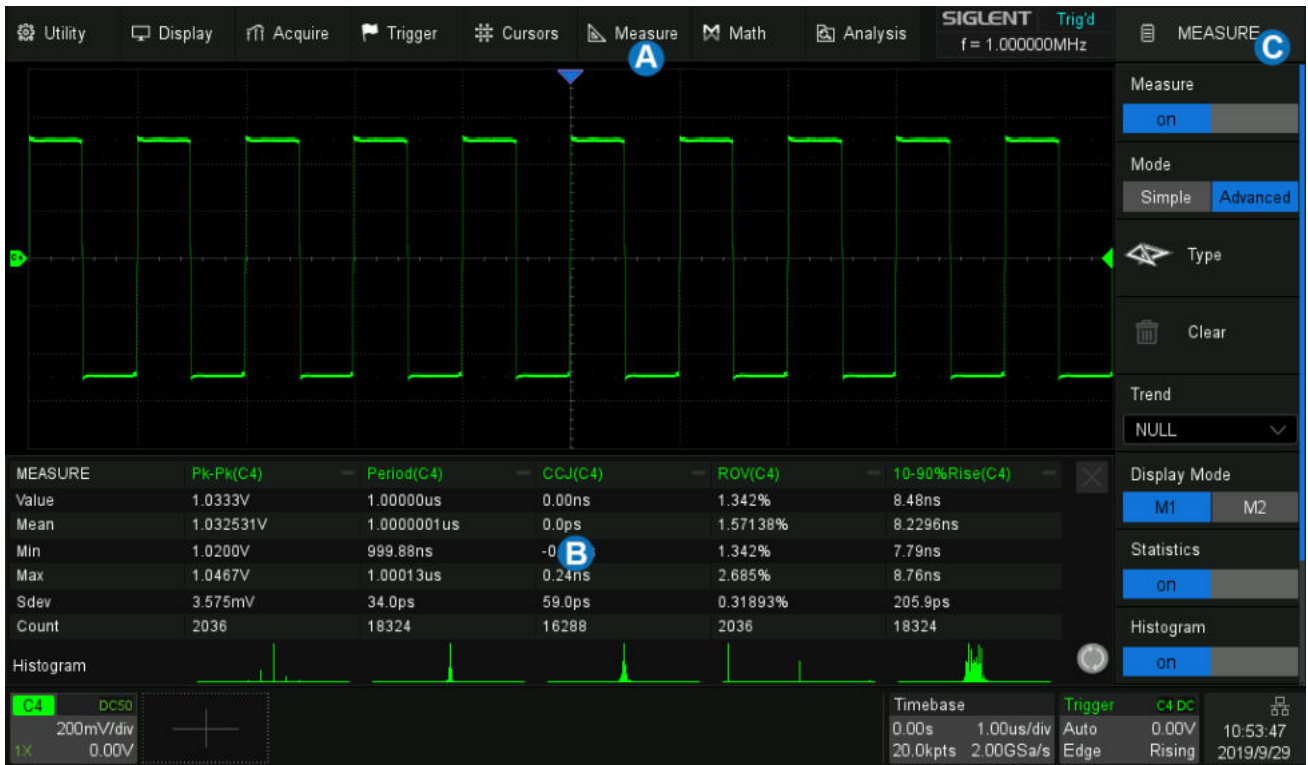 Utility Display Acquire Trigger Cursors Measure Math Analysis SIGLENT Trig'd MEASURE
f = 1.000000MHz
A
C
Measure
on
Mode
Simple Advanced
C4
Type
Clear
Trend
NULL
MEASURE Pk-Pk(C4) Period(C4) CCJ(C4) ROV(C4) 10-90%Rise(C4)
Value 1.0333V 1.00000us 0.00ns 1.342% 8.48ns
Mean 1.032531V 1.0000001us 0.0ps 1.57138% 8.2296ns
Min 1.0200V 999.88ns -0. 1.342% 7.79ns
B
Max 1.0467V 1.00013us 0.24ns 2.685% 8.76ns
Sdev 3.575mV 34.0ps 59.0ps 0.31893% 205.9ps
Count 2036 18324 16288 2036 18324
Histogram
Display Mode
M1 M2
Statistics
on
Histogram
on
C4 DC50
200mV/div
1X 0.00V
Timebase
0.00s 1.00us/div
20.0kpts 2.00GSa/s
Trigger C4 DC
Auto 0.00V
Edge Rising
10:53:47
2019/9/29